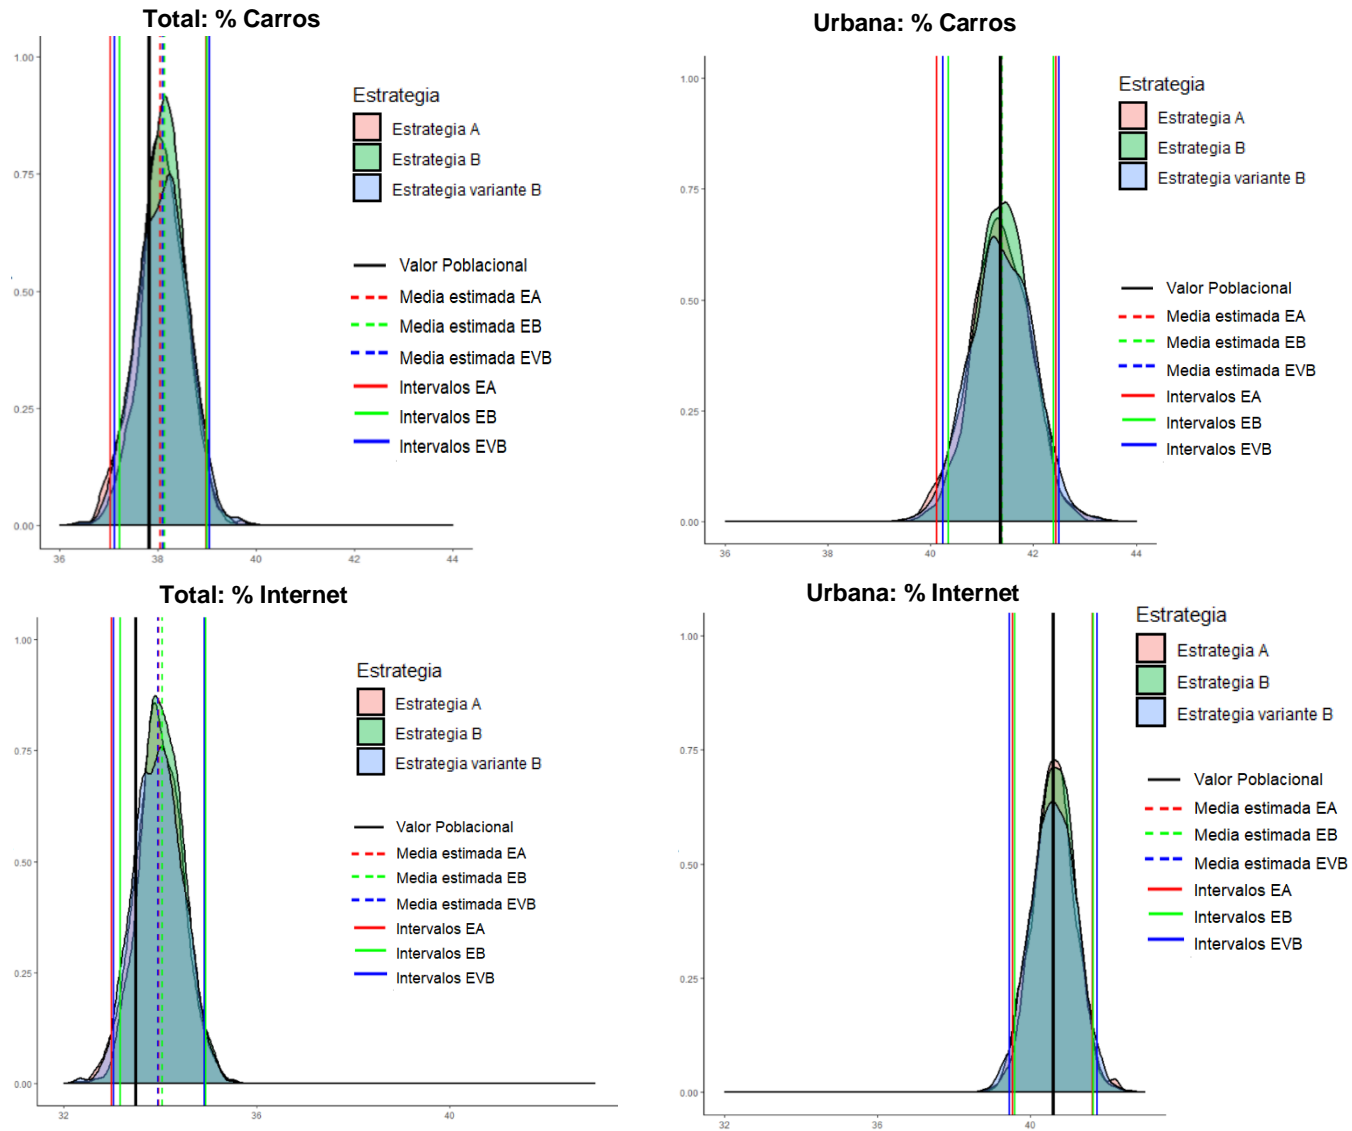 Total: % Carros
1.00
0.75
0.50
0.25
0.00
36
38
40
42
44
Estrategia
Estrategia A
Estrategia B
Estrategia variante B
Valor Poblacional
Media estimada EA
Media estimada EB
Media estimada EVB
Intervalos EA
Intervalos EB
Intervalos EVB
Urbana: % Carros
1.00
0.75
0.50
0.25
0.00
36
38
40
42
44
Estrategia
Estrategia A
Estrategia B
Estrategia variante B
Valor Poblacional
Media estimada EA
Media estimada EB
Media estimada EVB
Intervalos EA
Intervalos EB
Intervalos EVB
Total: % Internet
1.00
0.75
0.50
0.25
0.00
32
36
40
Estrategia
Estrategia A
Estrategia B
Estrategia variante B
Valor Poblacional
Media estimada EA
Media estimada EB
Media estimada EVB
Intervalos EA
Intervalos EB
Intervalos EVB
Urbana: % Internet
1.00
0.75
0.50
0.25
0.00
32
36
40
Estrategia
Estrategia A
Estrategia B
Estrategia variante B
Valor Poblacional
Media estimada EA
Media estimada EB
Media estimada EVB
Intervalos EA
Intervalos EB
Intervalos EVB